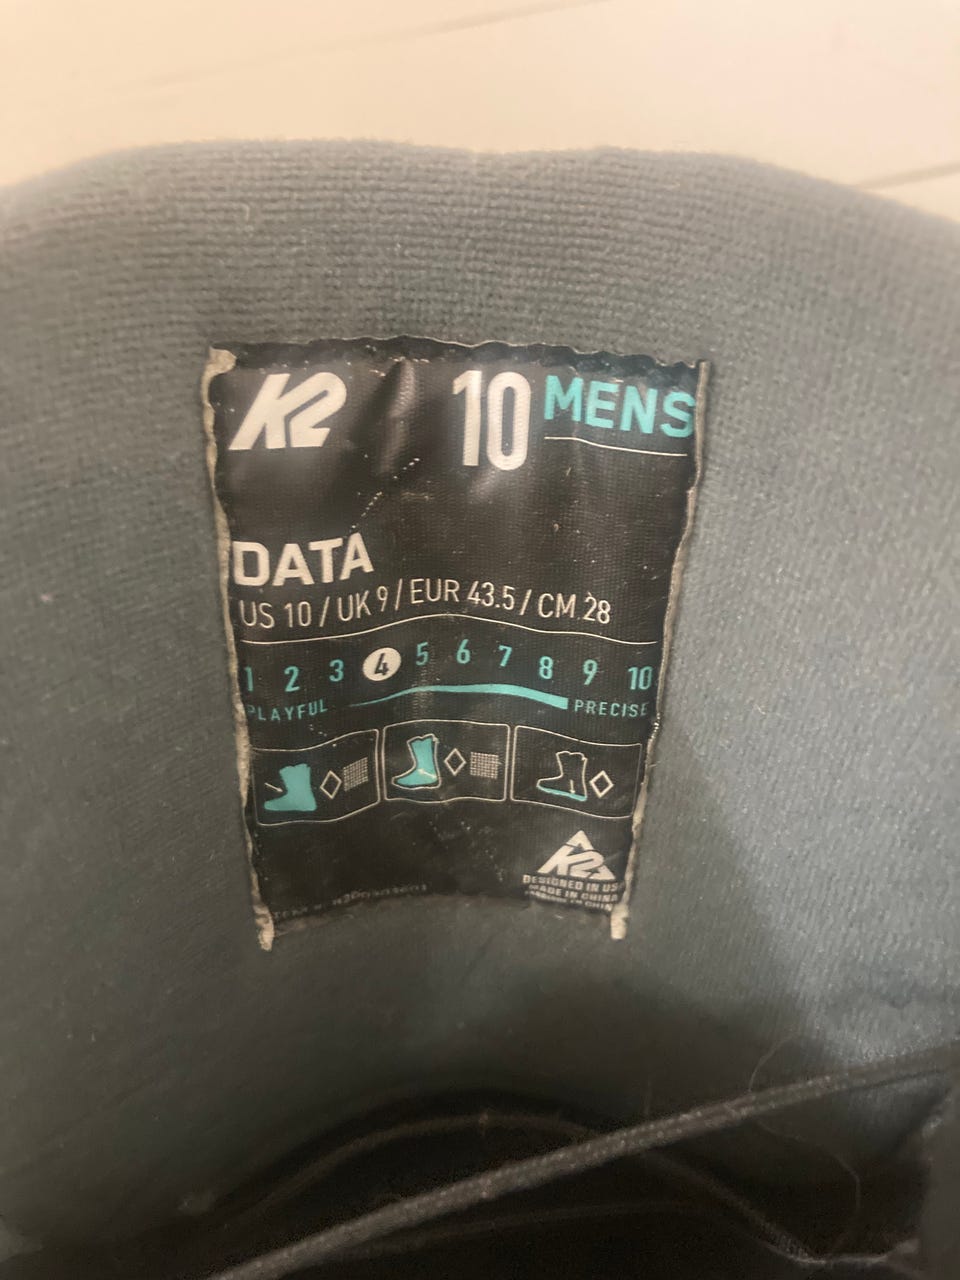 K2 10 MENS
DATA
US 10 / UK 9 / EUR 43.5 / CM 28
1 2 3 4 5 6 7 8 9 10
PLAYFUL PRECISE
K2
DESIGNED IN USA
MADE IN CHINA